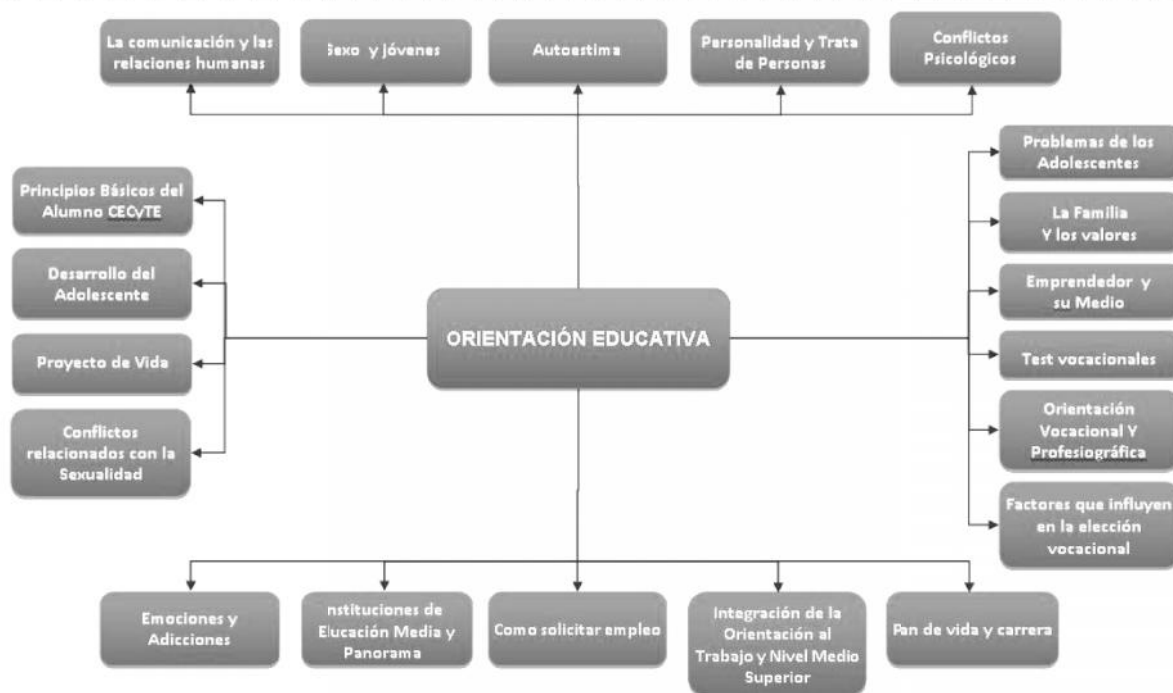 La comunicación y las
relaciones humanas
Sexo y jóvenes
Autoestima
Personalidad y Trata
de Personas
Conflictos
Psicológicos
Principios Básicos del
Alumno CECyTE
Desarrollo del
Adolescente
Proyecto de Vida
Conflictos
relacionados con la
Sexualidad
ORIENTACIÓN EDUCATIVA
Problemas de los
Adolescentes
La Familia
Y los valores
Emprendedor y
su Medio
Test vocacionales
Orientación
Vocacional Y
Profesiográfica
Factores que influyen
en la elección
vocacional
Emociones y
Adicciones
nstituciones de
Elucación Media y
Panorama
Como solicitar empleo
Integración de la
Orientación al
Trabajo y Nivel Medio
Superior
Pan de vida y carrera